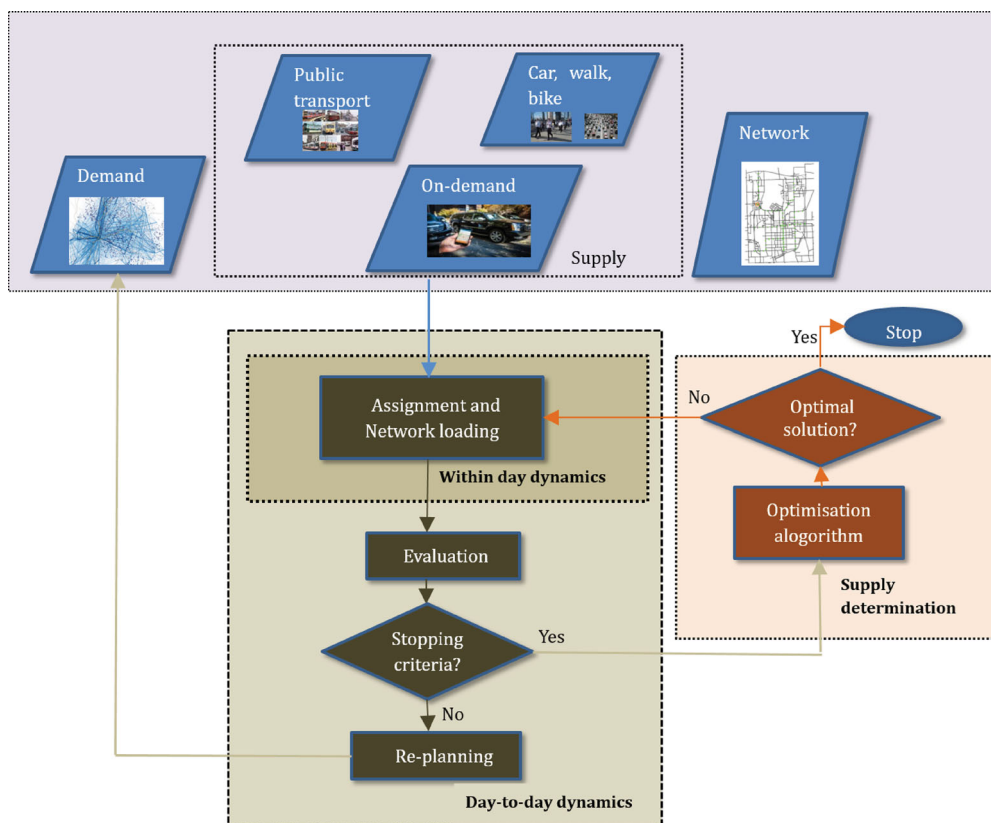 Public
transport
Car, walk,
bike
Network
Demand
On-demand
Supply
Yes
Stop
No
Optimal
solution?
Assignment and
Network loading
Within day dynamics
Optimisation
alogorithm
Evaluation
Supply
determination
Stopping
criteria?
Yes
No
Re-planning
Day-to-day dynamics